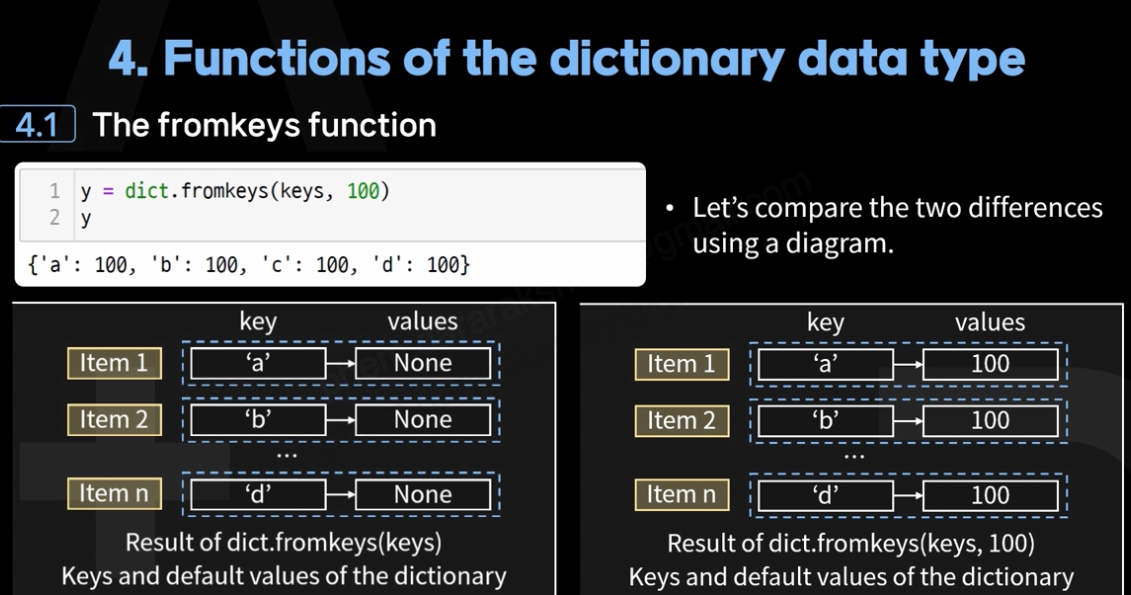 4. Functions of the dictionary data type
4.1 The fromkeys function
1 y = dict.fromkeys(keys, 100)
2 y
{'a': 100, 'b': 100, 'c': 100, 'd': 100}
• Let's compare the two differences
using a diagram.
key values
Item 1 ‘a’ None
Item 2 ‘b’ None
...
Item n ‘d’ None
Result of dict.fromkeys(keys)
Keys and default values of the dictionary
key values
Item 1 ‘a’ 100
Item 2 ‘b’ 100
...
Item n ‘d’ 100
Result of dict.fromkeys(keys, 100)
Keys and default values of the dictionary